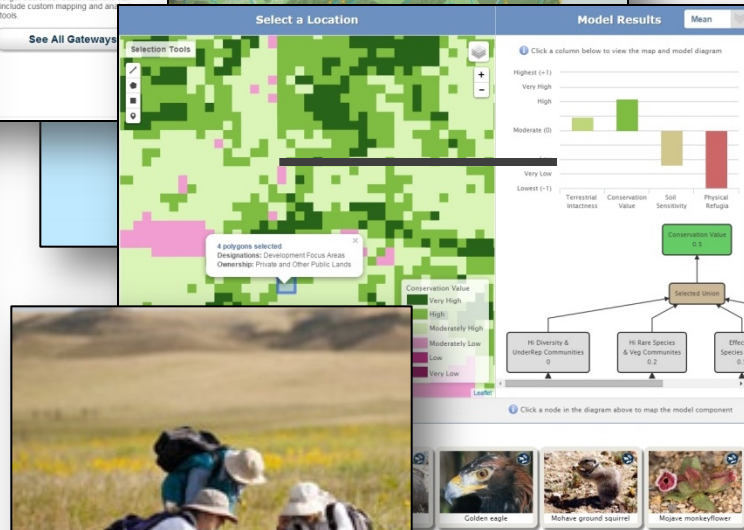 include custom mapping and
tools.
See All Gateways
Select a Location
Selection Tools
+
−
4 polygons selected
Designations: Development Focus Areas
Ownership: Private and Other Public Lands
×
Conservation Value
Very High
High
Moderately High
Moderately Low
Low
Very Low
Leaflet
Model Results
Mean
Click a column below to view the map and model diagram
Highest (+1)
Very High
High
Moderate (0)
Very Low
Lowest (-1)
Terrestrial Intactness
Conservation Value
Soil Sensitivity
Physical Refugia
Conservation Value
0.5
Selected Union
Hi Diversity &
UnderRep Communities
0
Hi Rare Species
& Veg Communities
0.2
Species
Click a node in the diagram above to map the model component
Golden eagle
Mohave ground squirrel
Mojave monkeyflower